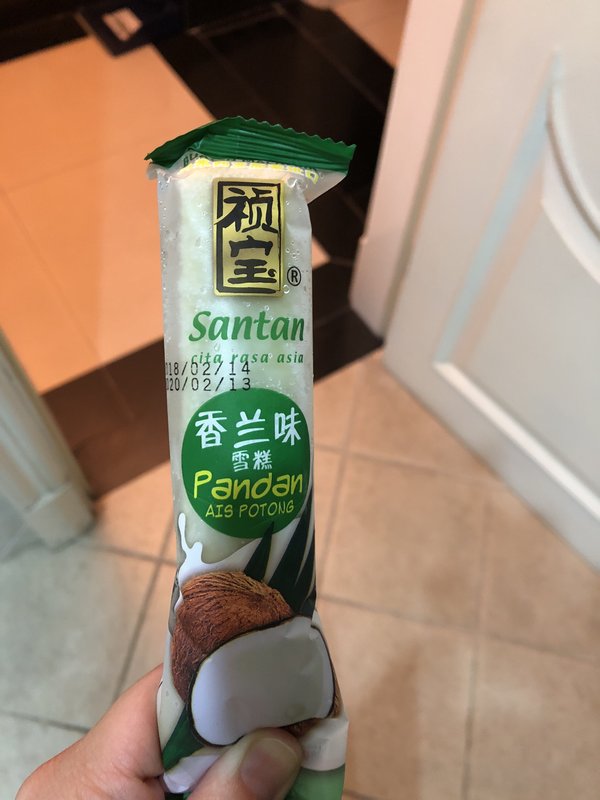 祯宝
®
Santan
cita rasa asia
018/02/14
020/02/13
香兰味
雪糕
Pandan
AIS POTONG